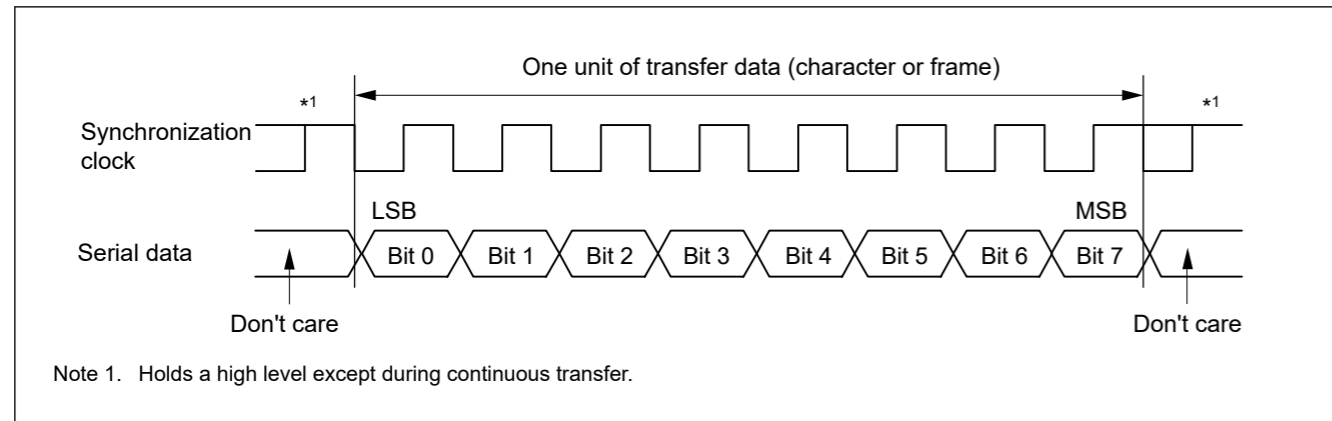 One unit of transfer data (character or frame)
*1
*1
Synchronization
clock
LSB
MSB
Serial data
Bit 0
Bit 1
Bit 2
Bit 3
Bit 4
Bit 5
Bit 6
Bit 7
Don't care
Don't care
Note 1. Holds a high level except during continuous transfer.